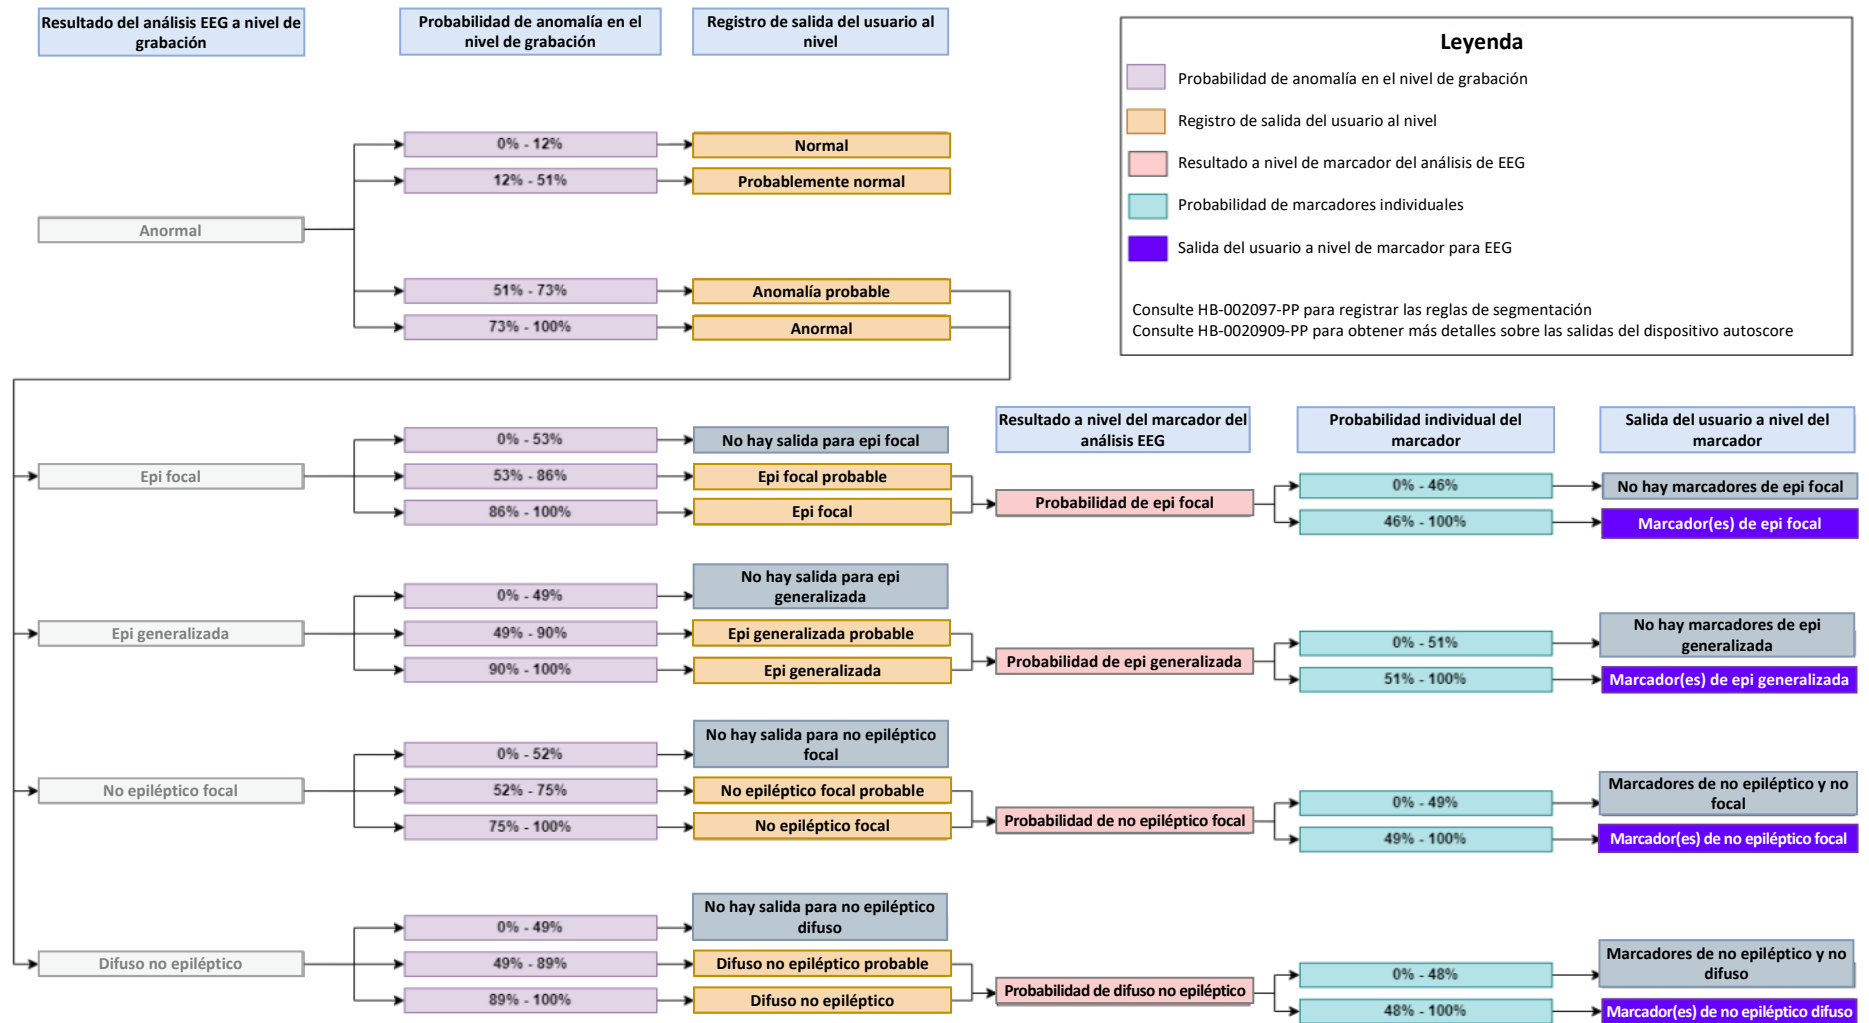 Resultado del análisis EEG a nivel de
grabación
Probabilidad de anomalía en el
nivel de grabación
Registro de salida del usuario al
nivel
Leyenda
Probabilidad de anomalía en el nivel de grabación
Registro de salida del usuario al nivel
Resultado a nivel de marcador del análisis de EEG
Probabilidad de marcadores individuales
Salida del usuario a nivel de marcador para EEG
Consulte HB-002097-PP para registrar las reglas de segmentación
Consulte HB-0020909-PP para obtener más detalles sobre las salidas del dispositivo autoscore
Anormal
0% - 12%
Normal
12% - 51%
Probablemente normal
51% - 73%
Anomalía probable
73% - 100%
Anormal
Resultado a nivel del marcador del
análisis EEG
Probabilidad individual del
marcador
Salida del usuario a nivel del
marcador
Epi focal
0% - 53%
No hay salida para epi focal
53% - 86%
Epi focal probable
86% - 100%
Epi focal
Probabilidad de epi focal
0% - 46%
No hay marcadores de epi focal
46% - 100%
Marcador(es) de epi focal
Epi generalizada
0% - 49%
No hay salida para epi
generalizada
49% - 90%
Epi generalizada probable
90% - 100%
Epi generalizada
Probabilidad de epi generalizada
0% - 51%
No hay marcadores de epi
generalizada
51% - 100%
Marcador(es) de epi generalizada
No epiléptico focal
0% - 52%
No hay salida para no epiléptico
focal
52% - 75%
No epiléptico focal probable
75% - 100%
No epiléptico focal
Probabilidad de no epiléptico focal
0% - 49%
Marcadores de no epiléptico y no
focal
49% - 100%
Marcador(es) de no epiléptico focal
Difuso no epiléptico
0% - 49%
No hay salida para no epiléptico
difuso
49% - 89%
Difuso no epiléptico probable
89% - 100%
Difuso no epiléptico
Probabilidad de difuso no epiléptico
0% - 48%
Marcadores de no epiléptico y no
difuso
48% - 100%
Marcador(es) de no epiléptico difuso